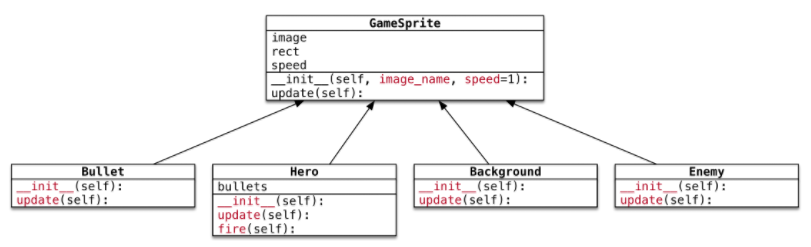 GameSprite
image
rect
speed
__init__(self, image_name, speed=1):
update(self):
Bullet
__init__(self):
update(self):
Hero
bullets
__init__(self):
update(self):
fire(self):
Background
__init__(self):
update(self):
Enemy
__init__(self):
update(self):